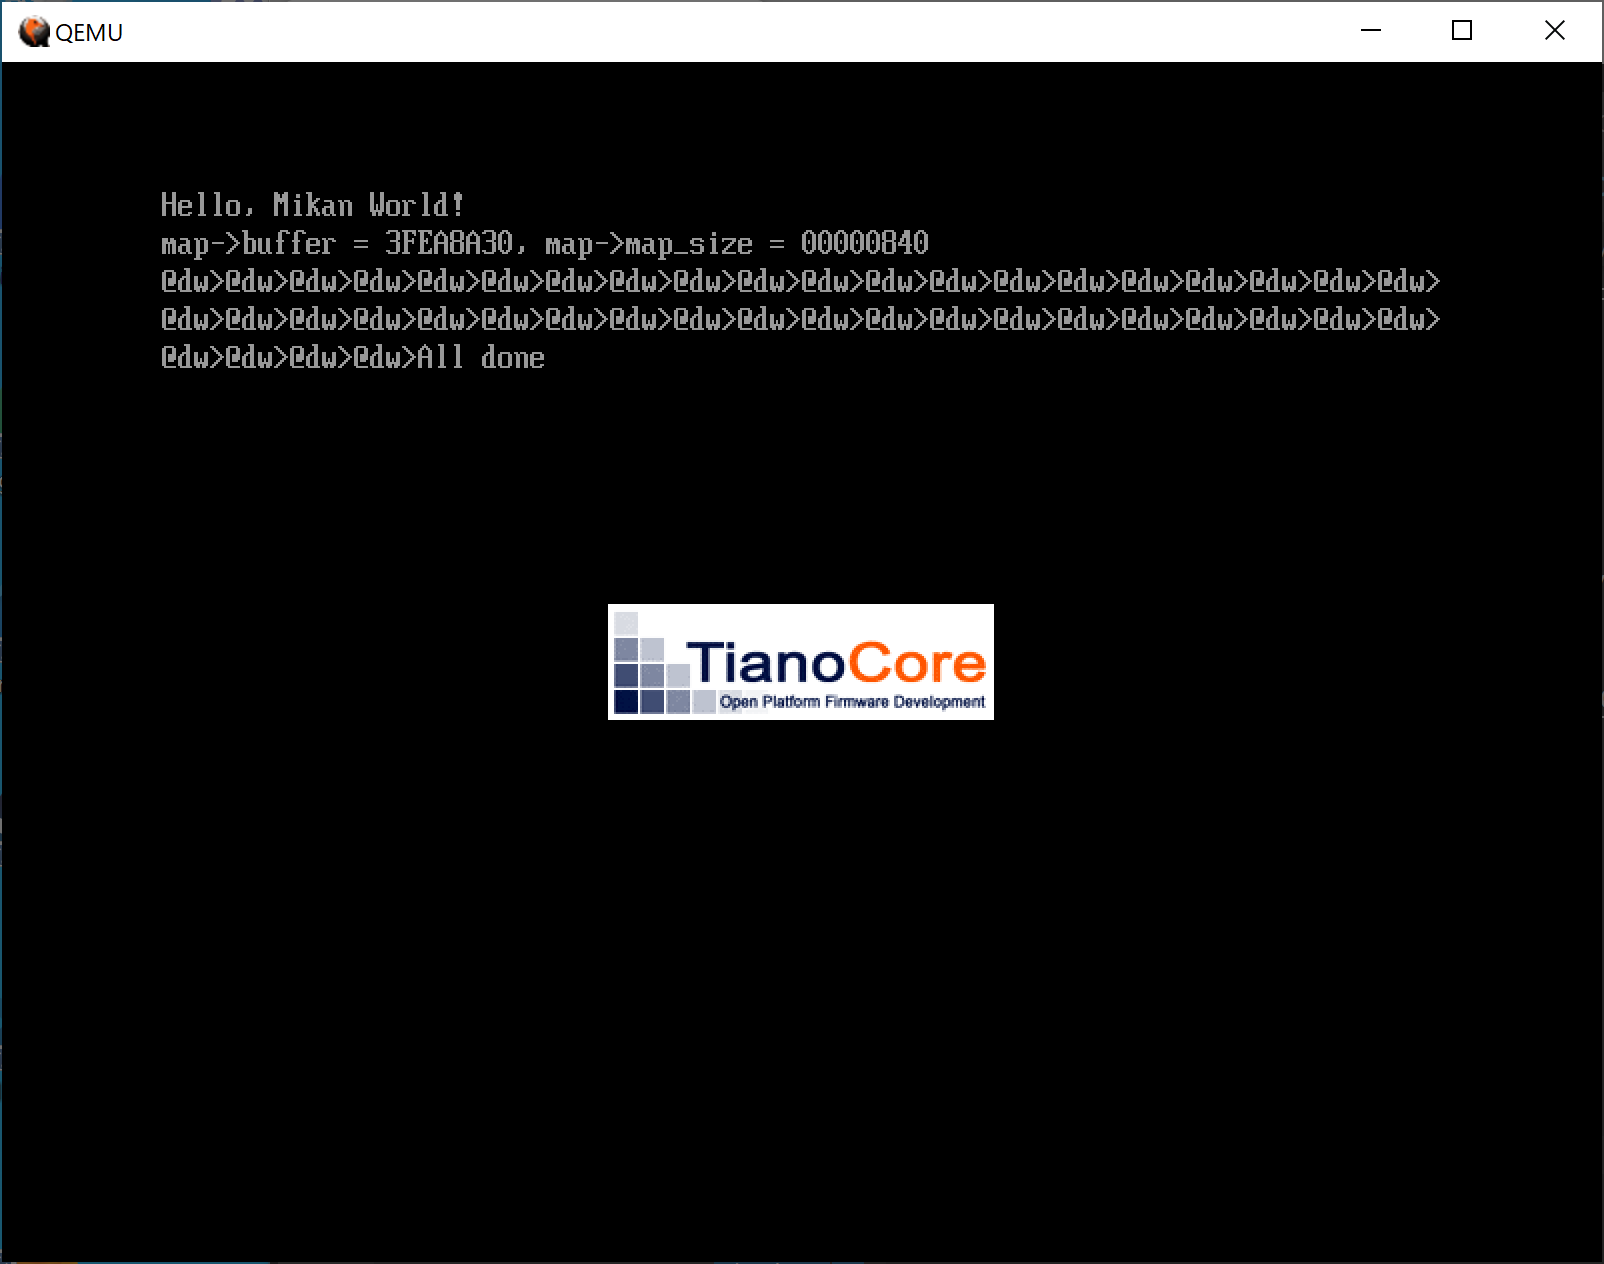 QEMU
Hello, Mikan World!
map->buffer = 3FEA8A30, map->map_size = 00000840
@dw>@dw>@dw>@dw>@dw>@dw>@dw>@dw>@dw>@dw>@dw>@dw>@dw>@dw>@dw>@dw>@dw>@dw>@dw>@dw>
@dw>@dw>@dw>@dw>@dw>@dw>@dw>@dw>@dw>@dw>@dw>@dw>@dw>@dw>@dw>@dw>@dw>@dw>@dw>@dw>
@dw>@dw>@dw>@dw>All done
TianoCore
Open Platform Firmware Development